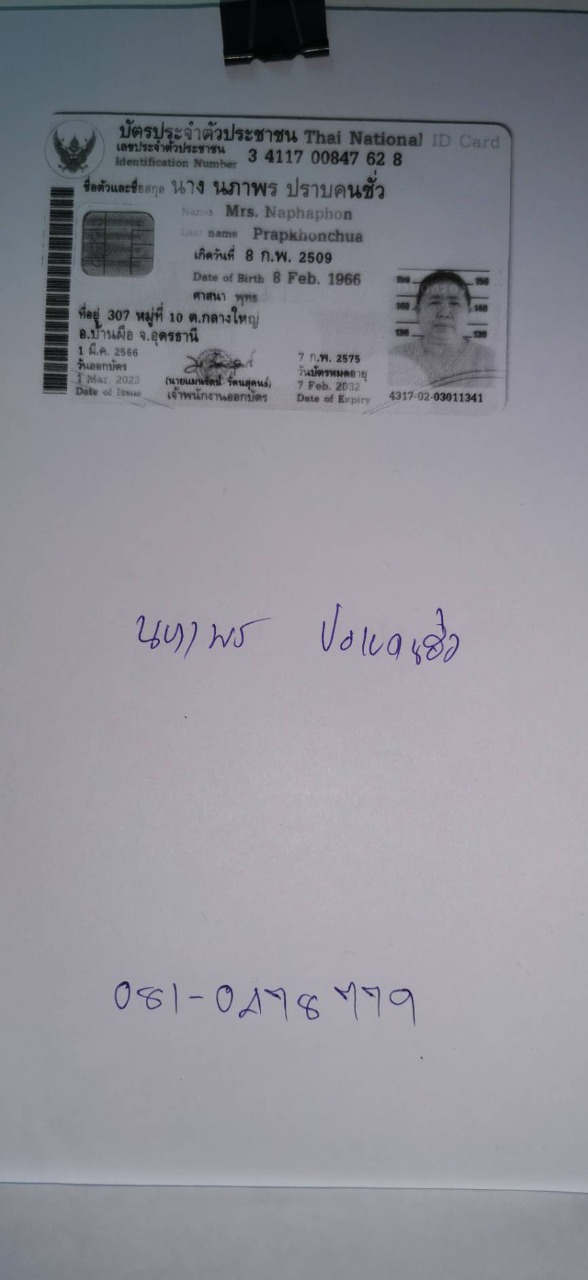 บัตรประจำตัวประชาชน Thai National ID Card
เลขประจำตัวประชาชน
Identification Number 3 4117 00847 62 8
ชื่อตัวและชื่อสกุล นาง นภาพร ปราบคนชั่ว
Name Mrs. Naphaphon
Last name Prapkhonchua
เกิดวันที่ 8 ก.พ. 2509
Date of Birth 8 Feb. 1966
ศาสนา พุทธ
ที่อยู่ 307 หมู่ที่ 10 ต.กลางใหญ่
อ.บ้านผือ จ.อุดรธานี
1 มี.ค. 2566
วันออกบัตร
1 Mar. 2023
Date of Issue
เจ้าพนักงานออกบัตร
7 ก.พ. 2575
วันบัตรหมดอายุ
7 Feb. 2032
Date of Expiry
4317-02-03011341
นภาพร ปราบคนชั่ว